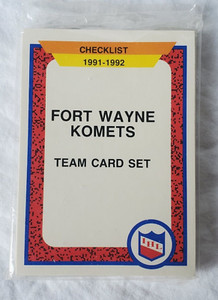 CHECKLIST
1991-1992
FORT WAYNE
KOMETS
TEAM CARD SET
IHL